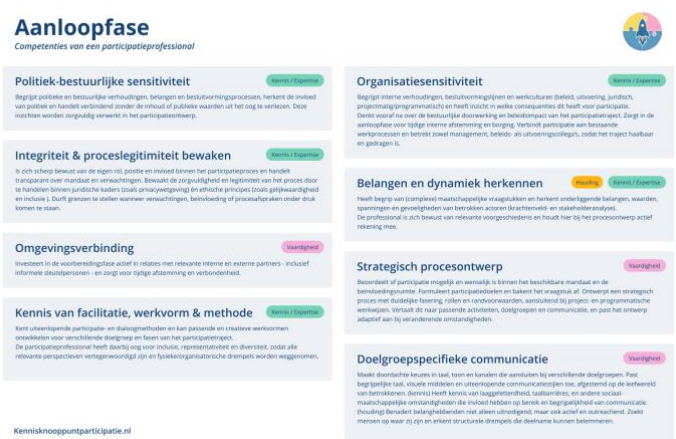 Aanloopfase
Competenties van een participatieprofessional
Politiek-bestuurlijke sensitiviteit
Kennis / Expertise
Begrijpt politieke en bestuurlijke verhoudingen, belangen en besluitvormingsprocessen, herkent de invloed
van politiek en handelt verbindend zonder de inhoud of publieke waarden uit het oog te verliezen. Deze
inzichten worden zorgvuldig verwerkt in het participatieontwerp.
Integriteit & proceslegitimiteit bewaken
Kennis / Expertise
Is zich scherp bewust van de eigen rol, positie en invloed binnen het participatieproces en handelt
transparant over mandaat en verwachtingen. Bewaakt de zorgvuldigheid en legitimiteit van het proces door
te handelen binnen juridische kaders (zoals privacywetgeving) én ethische principes (zoals gelijkwaardigheid
en inclusie ). Durft grenzen te stellen wanneer verwachtingen, beïnvloeding of procesafspraken onder druk
komen te staan.
Omgevingsverbinding
Vaardigheid
Investeert in de voorbereidingsfase actief in relaties met relevante interne en externe partners - inclusief
informele sleutelpersonen - en zorgt voor tijdige afstemming en verbondenheid.
Kennis van facilitatie, werkvorm & methode
Kennis / Expertise
Kent uiteenlopende participatie- en dialoogmethoden en kan passende en creatieve werkvormen
ontwikkelen voor verschillende doelgroep en fasen van het participatietraject.
De participatieprofessional heeft daarbij oog voor inclusie, representativiteit en diversiteit, zodat alle
relevante perspectieven vertegenwoordigd zijn en fysieke/organisatorische drempels worden weggenomen.
Kennisknooppuntparticipatie.nl
Organisatiesensitiviteit
Kennis / Expertise
Begrijpt interne verhoudingen, besluitvormingslijnen en werkculturen (beleid, uitvoering, juridisch,
projectmatig/programmatisch) en heeft inzicht in welke consequenties dit heeft voor participatie.
Denkt vooraf na over de bestuurlijke doorwerking en beleidsimpact van het participatietraject. Zorgt in de
aanloopfase voor tijdige interne afstemming en borging. Verbindt participatie aan bestaande
werkprocessen en betrekt zowel management, beleids- als uitvoeringscollega's, zodat het traject haalbaar
en gedragen is.
Belangen en dynamiek herkennen
Houding
Kennis / Expertise
Heeft begrip van (complexe) maatschappelijke vraagstukken en herkent onderliggende belangen, waarden,
spanningen en gevoeligheden van betrokken actoren (krachtenveld- en stakeholderanalyse).
De professional is zich bewust van relevante voorgeschiedenis en houdt hier bij het procesontwerp actief
rekening mee.
Strategisch procesontwerp
Vaardigheid
Beoordeelt of participatie mogelijk en wenselijk is binnen het beschikbare mandaat en de
beïnvloedingsruimte. Formuleert participatiedoelen en bakent het vraagstuk af. Ontwerpt een strategisch
proces met duidelijke fasering, rollen en randvoorwaarden, aansluitend bij project- en programmatische
werkwijzen. Vertaalt dit naar passende activiteiten, doelgroepen en communicatie, en past het ontwerp
adaptief aan bij veranderende omstandigheden.
Doelgroepspecifieke communicatie
Vaardigheid
Maakt doordachte keuzes in taal, toon en kanalen die aansluiten bij verschillende doelgroepen. Past
begrijpelijke taal, visuele middelen en uiteenlopende communicatiestijlen toe, afgestemd op de leefwereld
van betrokkenen. (kennis) Heeft kennis van laaggeletterdheid, taalbarrières, en andere sociaal-
maatschappelijke omstandigheden die invloed hebben op bereik en begrijpelijkheid van communicatie.
(houding) Benadert belanghebbenden niet alleen uitnodigend, maar ook actief en outreachend. Zoekt
mensen op waar zij zijn en erkent structurele drempels die deelname kunnen belemmeren.